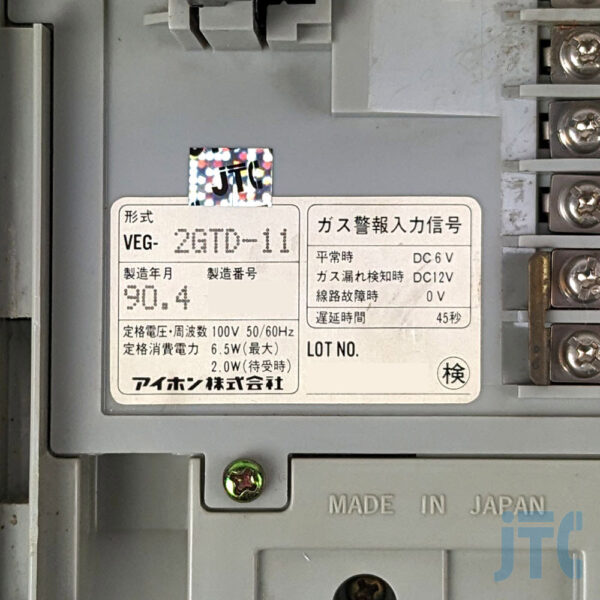 JTC
形式
VEG- 2GTD-11
製造年月 製造番号
90.4
定格電圧・周波数 100V 50/60Hz
定格消費電力 6.5W(最大)
2.0W(待受時)
アイホン株式会社
ガス警報入力信号
平常時 DC6V
ガス漏れ検知時 DC12V
線路故障時 0V
遅延時間 45秒
LOT NO.
検
MADE IN JAPAN
JTC